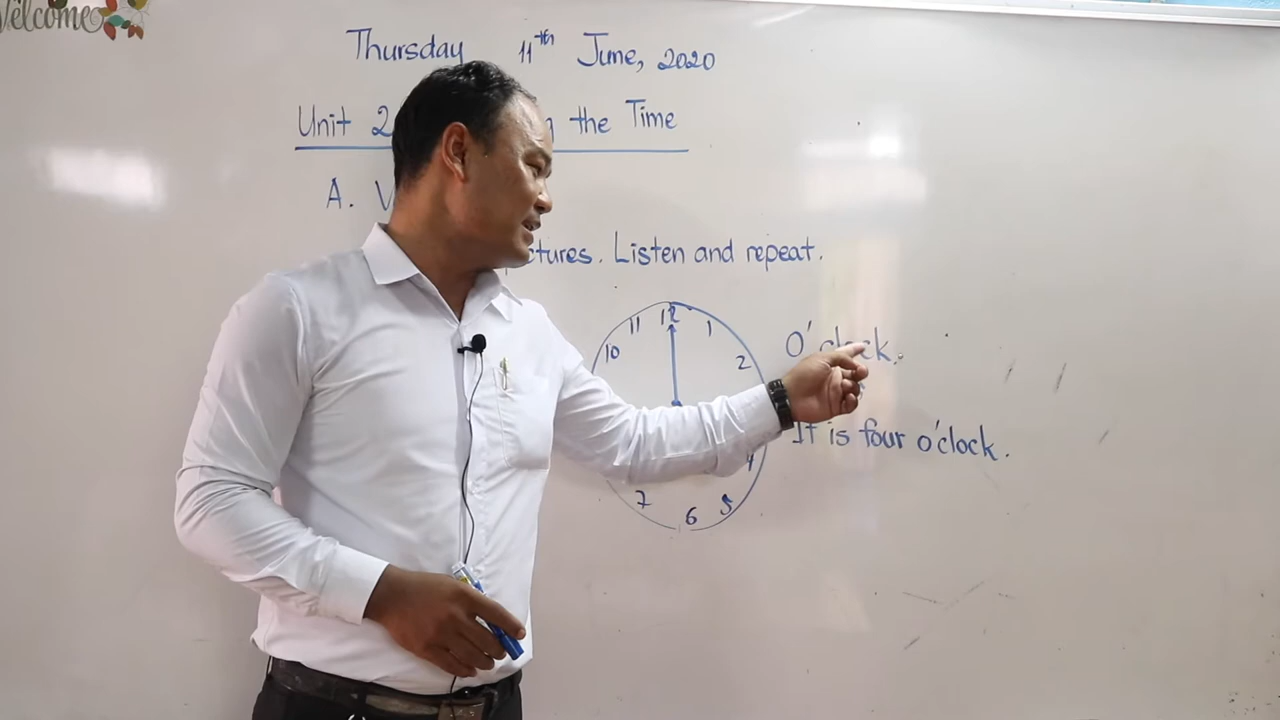 Welcome
Thursday 11th June, 2020
Unit 2 the Time
A.
Listen and repeat.
12
11 1
10 2
O'clock.
It is four o'clock.
4
7 5
6